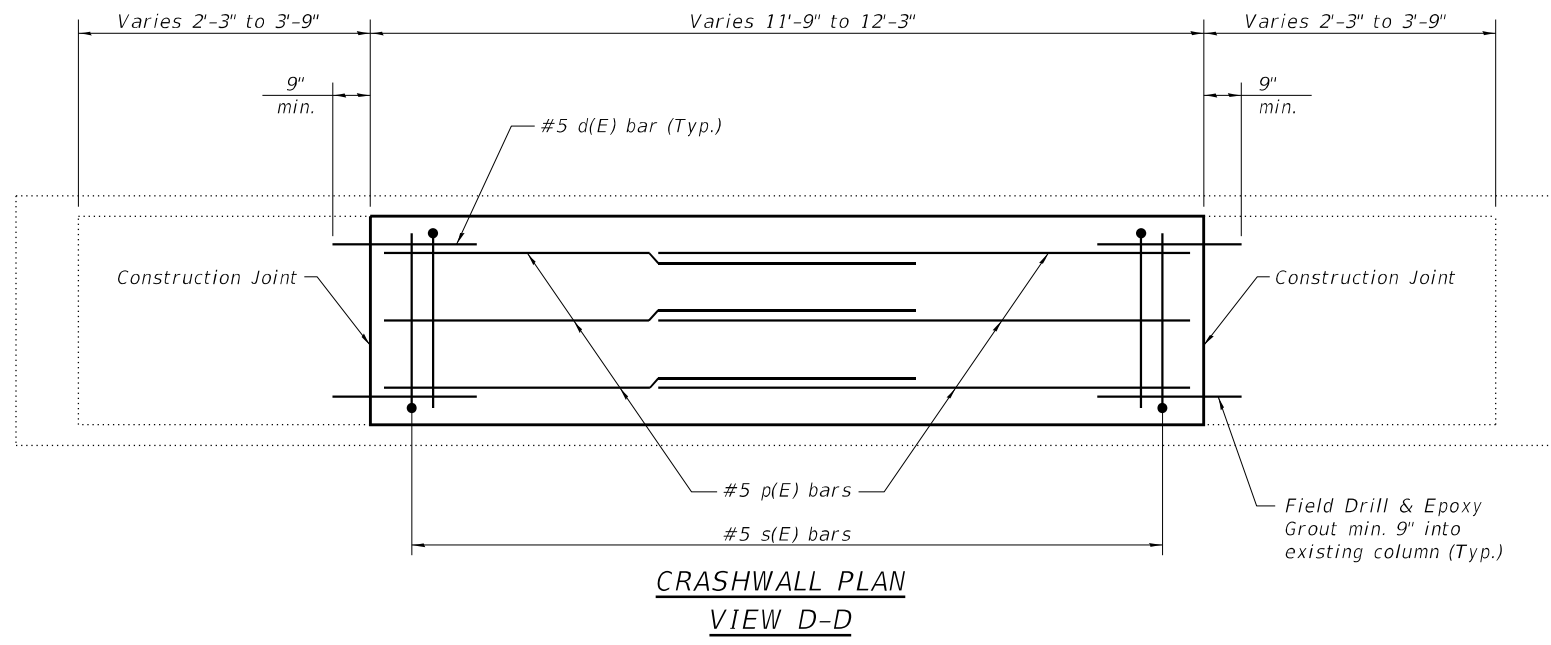 Varies 2'-3" to 3'-9"
Varies 11'-9" to 12'-3"
Varies 2'-3" to 3'-9"
9"
min.
9"
min.
#5 d(E) bar (Typ.)
Construction Joint
Construction Joint
#5 p(E) bars
#5 s(E) bars
Field Drill & Epoxy
Grout min. 9" into
existing column (Typ.)
CRASHWALL PLAN
VIEW D-D